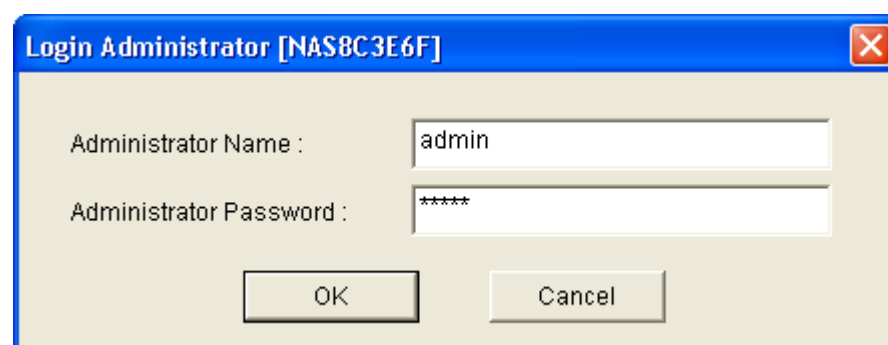 Login Administrator [NAS8C3E6F]
Administrator Name : admin
Administrator Password : *****
OK Cancel